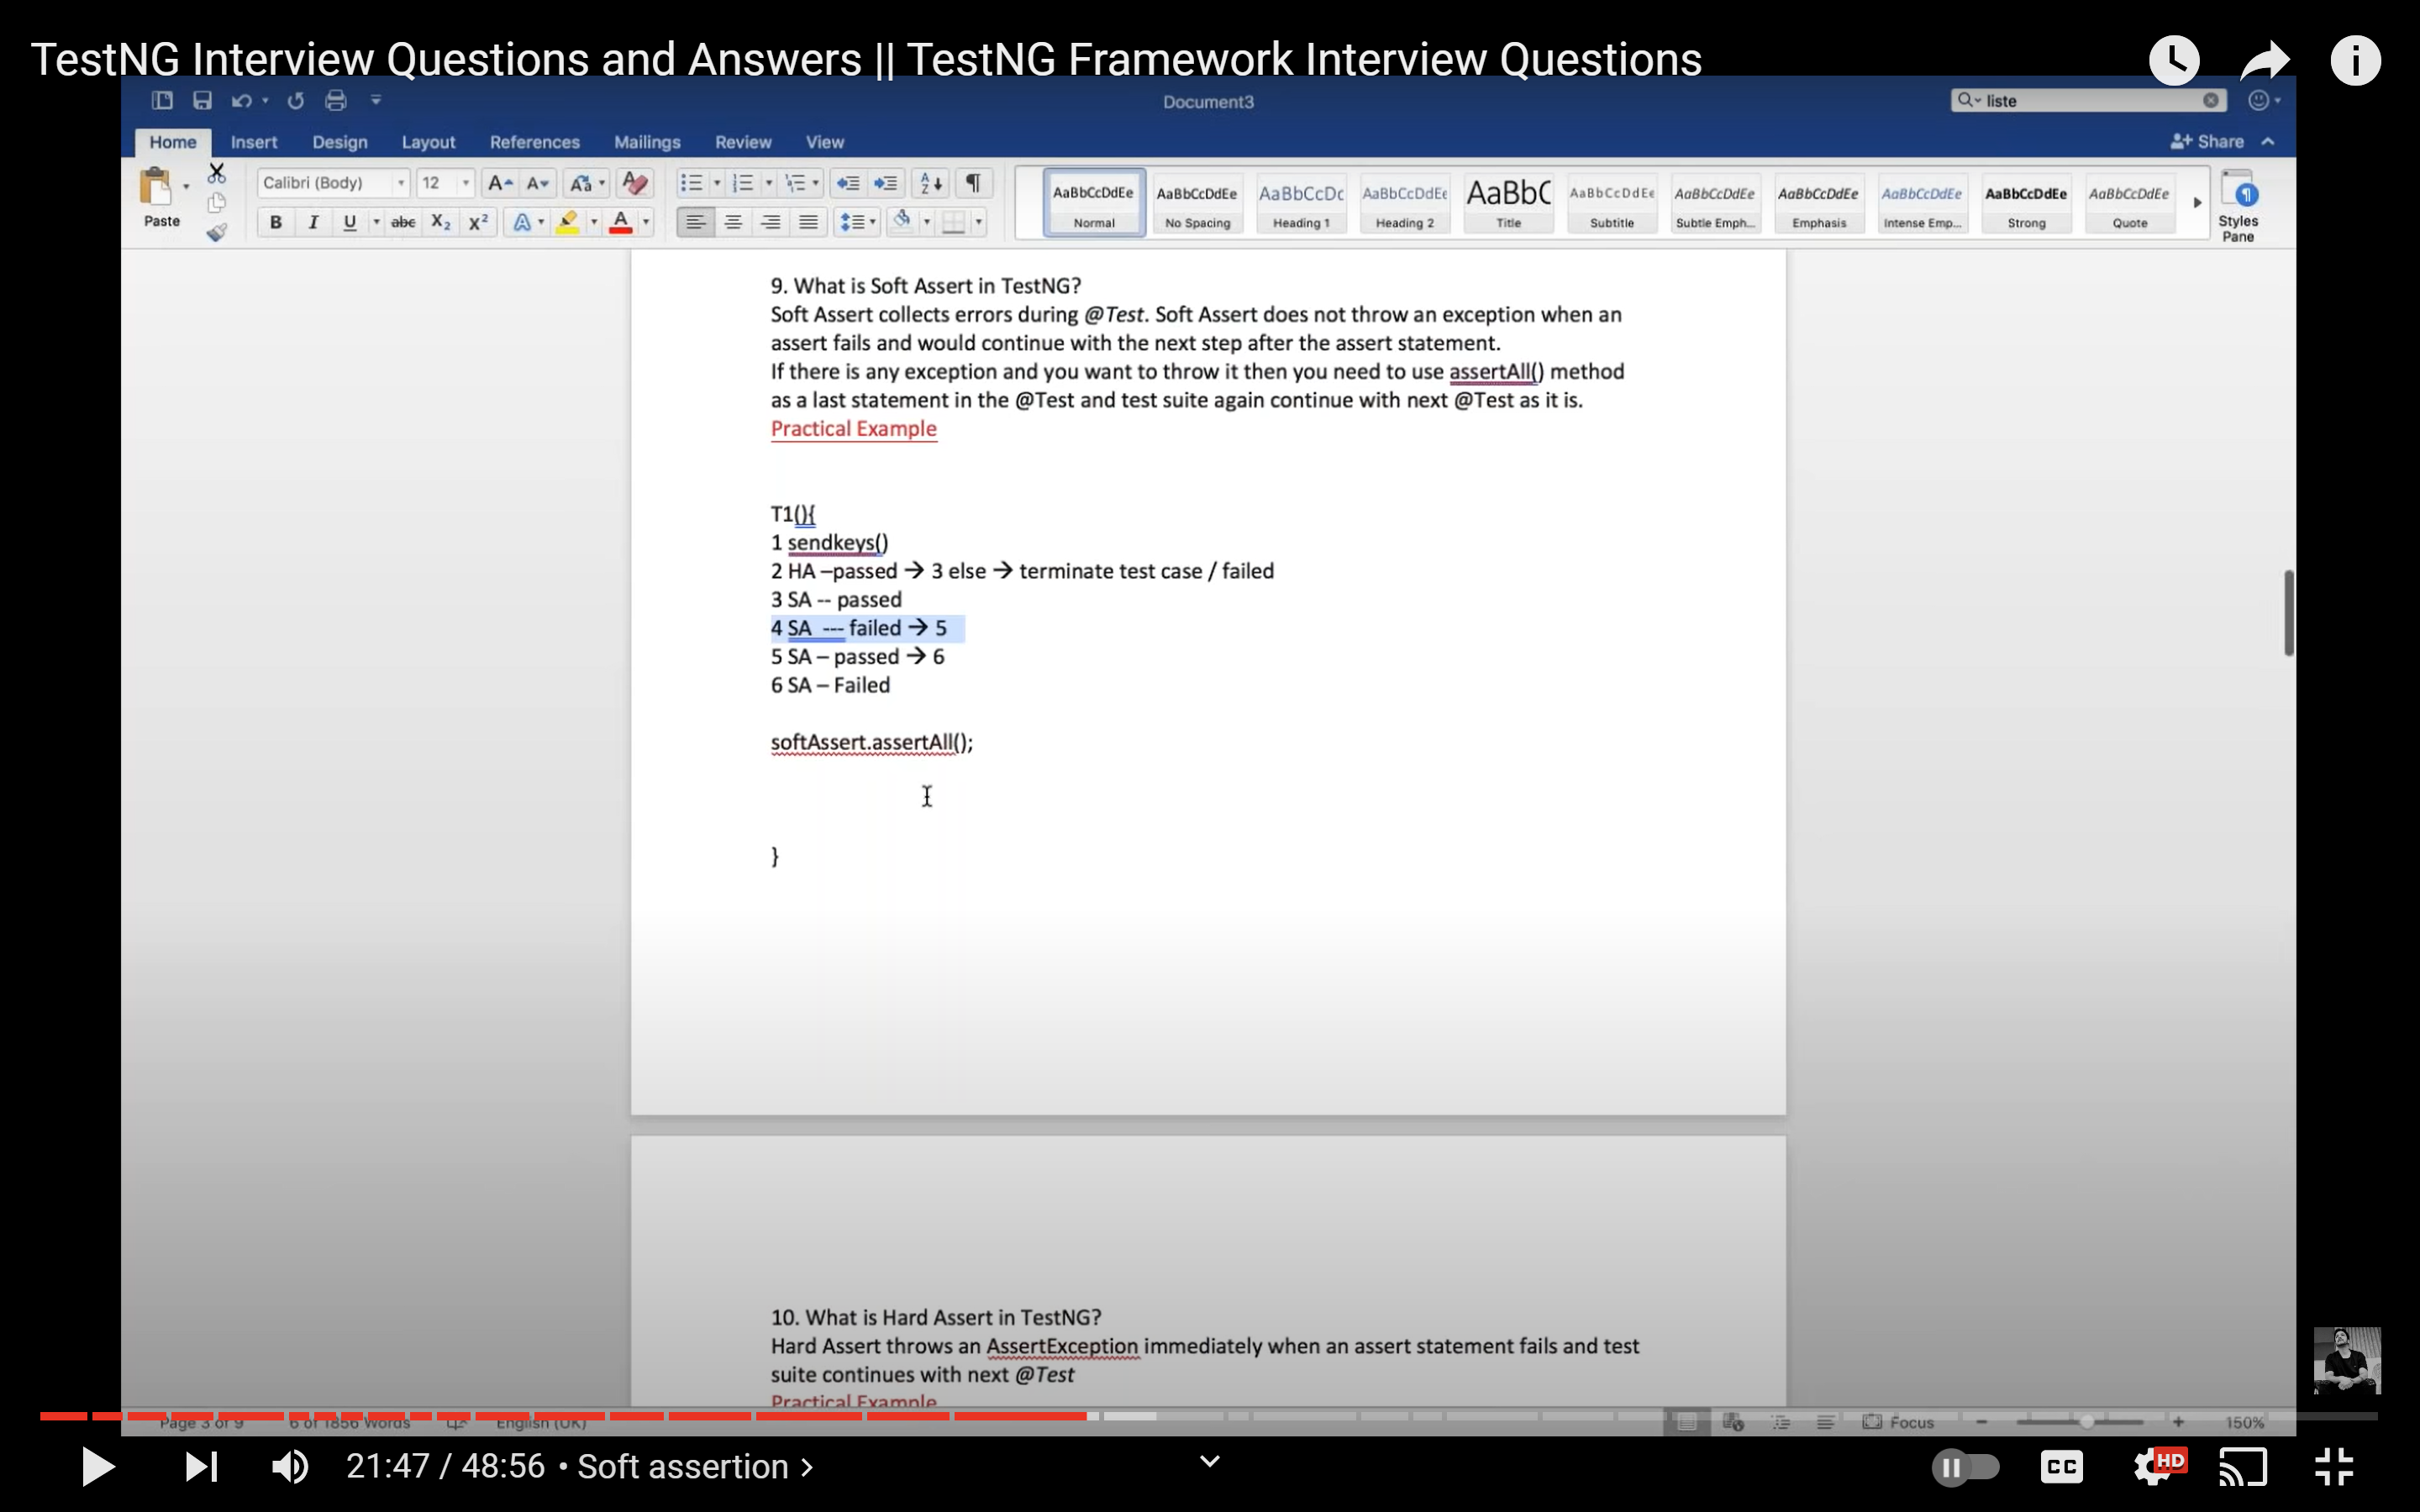 TestNG Interview Questions and Answers || TestNG Framework Interview Questions
Document3
liste
Home Insert Design Layout References Mailings Review View
Share
Paste
Calibri (Body) 12
AaBbCcDdEe AaBbCcDdEe AaBbCcDc AaBbCcDdEe AaBbC AaBbCcDdEe AaBbCcDdEe AaBbCcDdEe AaBbCcDdEe AaBbCcDdEe AaBbCcDdEe
Normal No Spacing Heading 1 Heading 2 Title Subtitle Subtle Emph... Emphasis Intense Emp... Strong Quote
Styles
Pane
B I U abc X₂ X² A A
9. What is Soft Assert in TestNG?
Soft Assert collects errors during @Test. Soft Assert does not throw an exception when an
assert fails and would continue with the next step after the assert statement.
If there is any exception and you want to throw it then you need to use assertAll() method
as a last statement in the @Test and test suite again continue with next @Test as it is.
Practical Example
T1(){
1 sendkeys()
2 HA –passed → 3 else → terminate test case / failed
3 SA -- passed
4 SA --- failed → 5
5 SA – passed → 6
6 SA – Failed
softAssert.assertAll();
}
10. What is Hard Assert in TestNG?
Hard Assert throws an AssertException immediately when an assert statement fails and test
suite continues with next @Test
Practical Example
Page 3 of 9 6 of 1856 Words English (UK) Focus 150%
21:47 / 48:56 • Soft assertion ›
CC HD